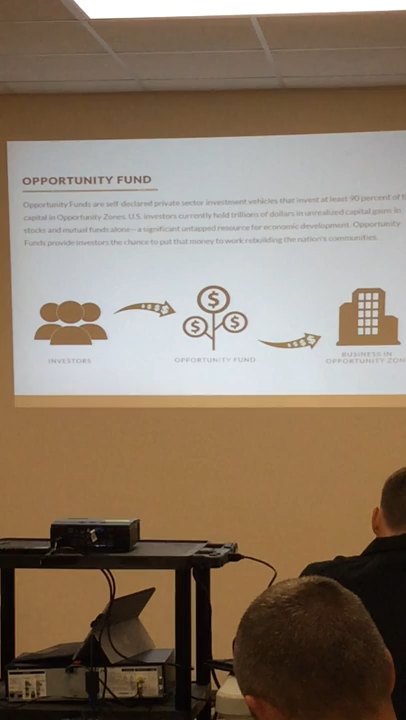 OPPORTUNITY FUND
Opportunity Funds are self-declared private sector investment vehicles that invest at least 90 percent of
capital in Opportunity Zones. U.S. investors currently hold trillions of dollars in unrealized capital gains in
stocks and mutual funds alone—a significant untapped resource for economic development. Opportunity
Funds provide investors the chance to put that money to work rebuilding the nation's communities.
$$$$
$
$ $
$$$$
INVESTORS
OPPORTUNITY FUND
BUSINESS IN
OPPORTUNITY ZON